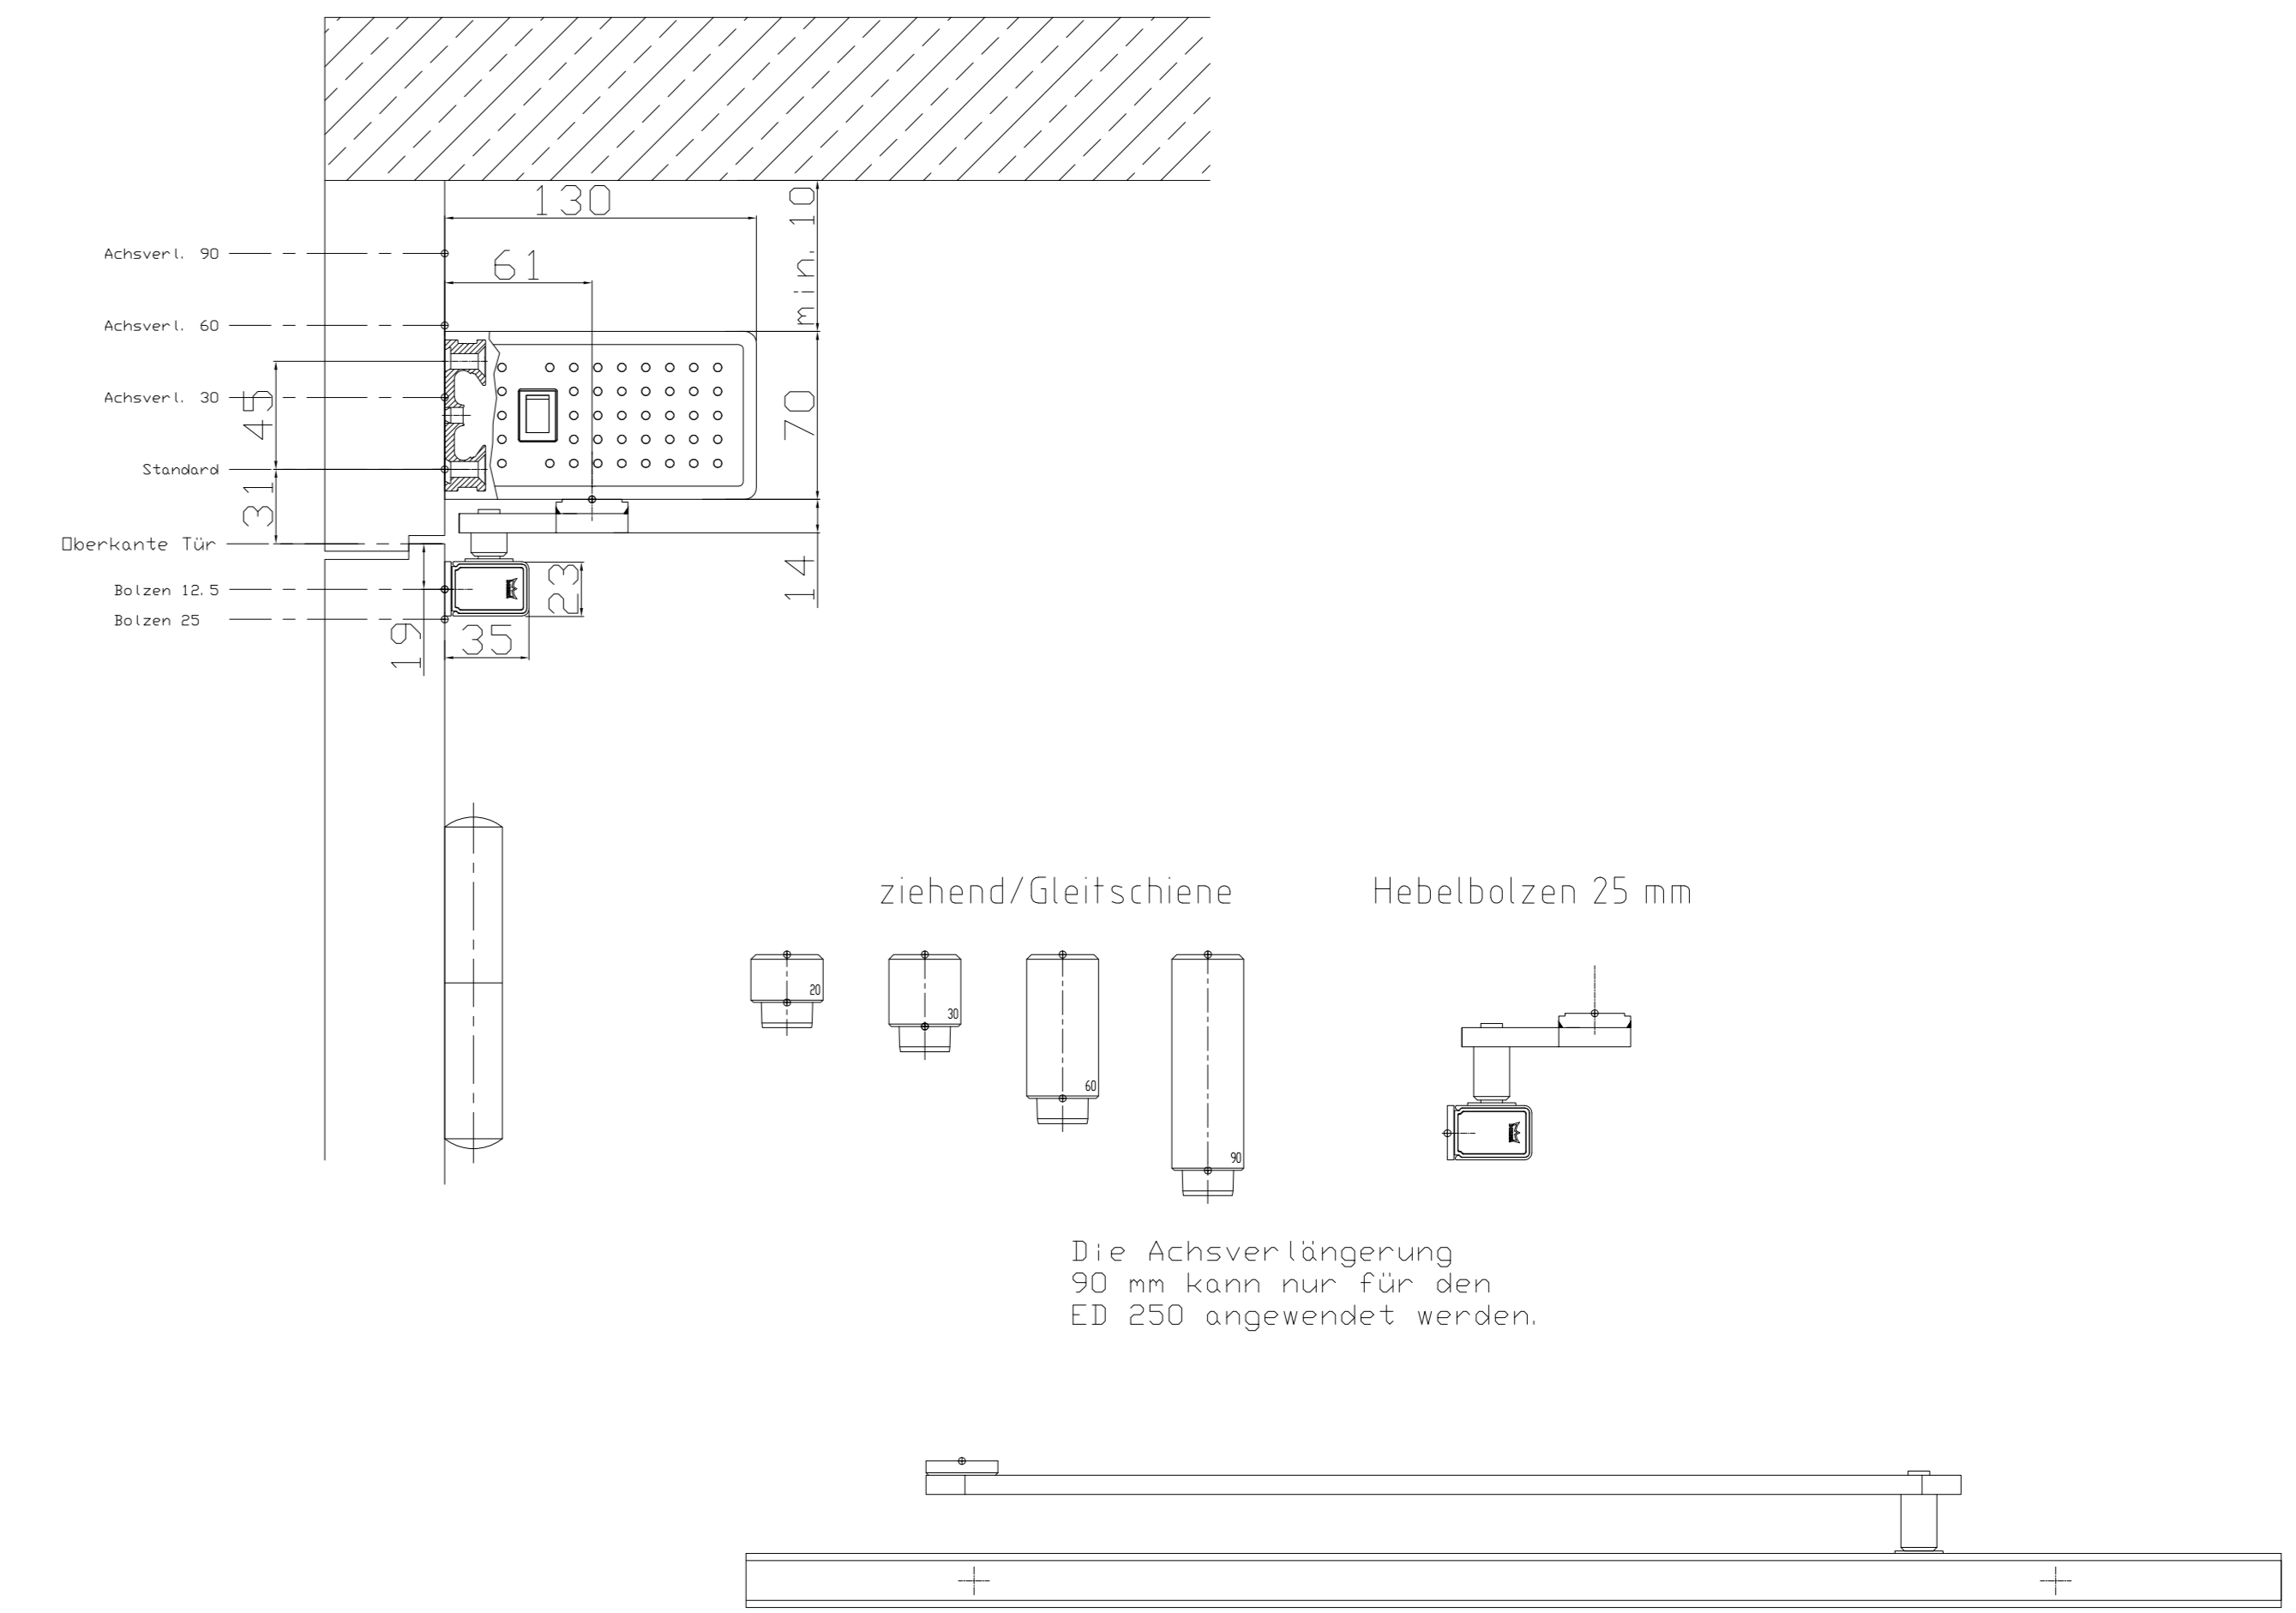 130
min. 10
Achsverl. 90
61
Achsverl. 60
Achsverl. 30
45
70
Standard
31
Oberkante Tür
14
Bolzen 12.5
23
Bolzen 25
19
35
ziehend/Gleitschiene
Hebelbolzen 25 mm
20
30
60
90
Die Achsverlängerung
90 mm kann nur für den
ED 250 angewendet werden.